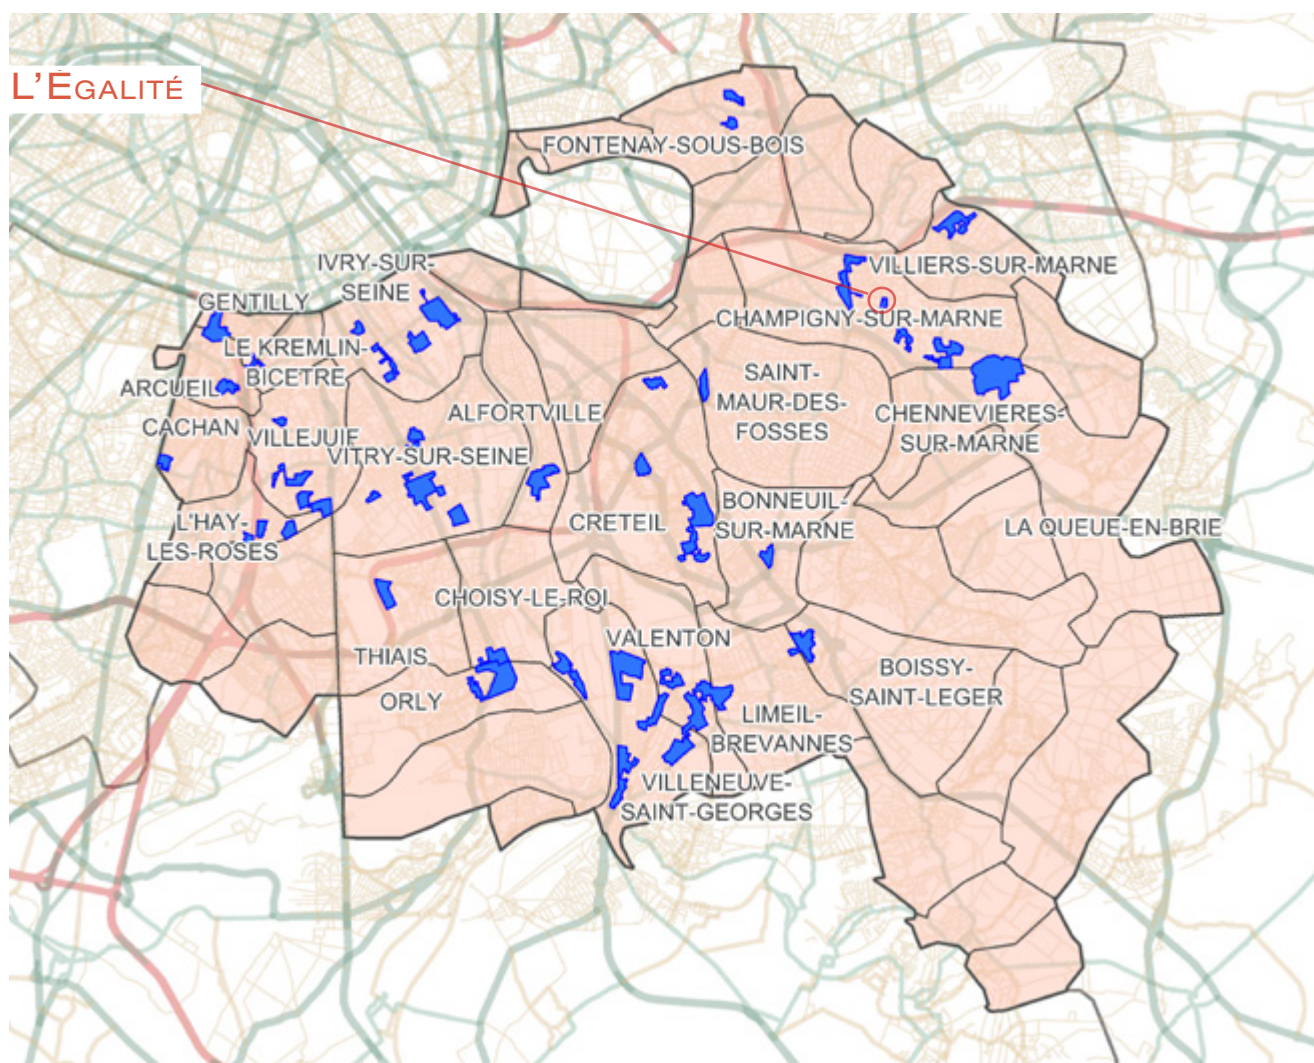 L'ÉGALITÉ
FONTENAY-SOUS-BOIS
IVRY-SUR-
SEINE
VILLIERS-SUR-MARNE
GENTILLY
CHAMPIGNY-SUR-MARNE
LE KREMLIN-
BICETRE
ARCUEIL
SAINT-
MAUR-DES-
FOSSES
CACHAN
VILLEJUIF
ALFORTVILLE
CHENNEVIERES-
SUR-MARNE
VITRY-SUR-SEINE
L'HAY-
LES-ROSES
CRETEIL
BONNEUIL-
SUR-MARNE
LA QUEUE-EN-BRIE
CHOISY-LE-ROI
THIAIS
VALENTON
BOISSY-
SAINT-LEGER
ORLY
LIMEIL-
BREVANNES
VILLENEUVE-
SAINT-GEORGES